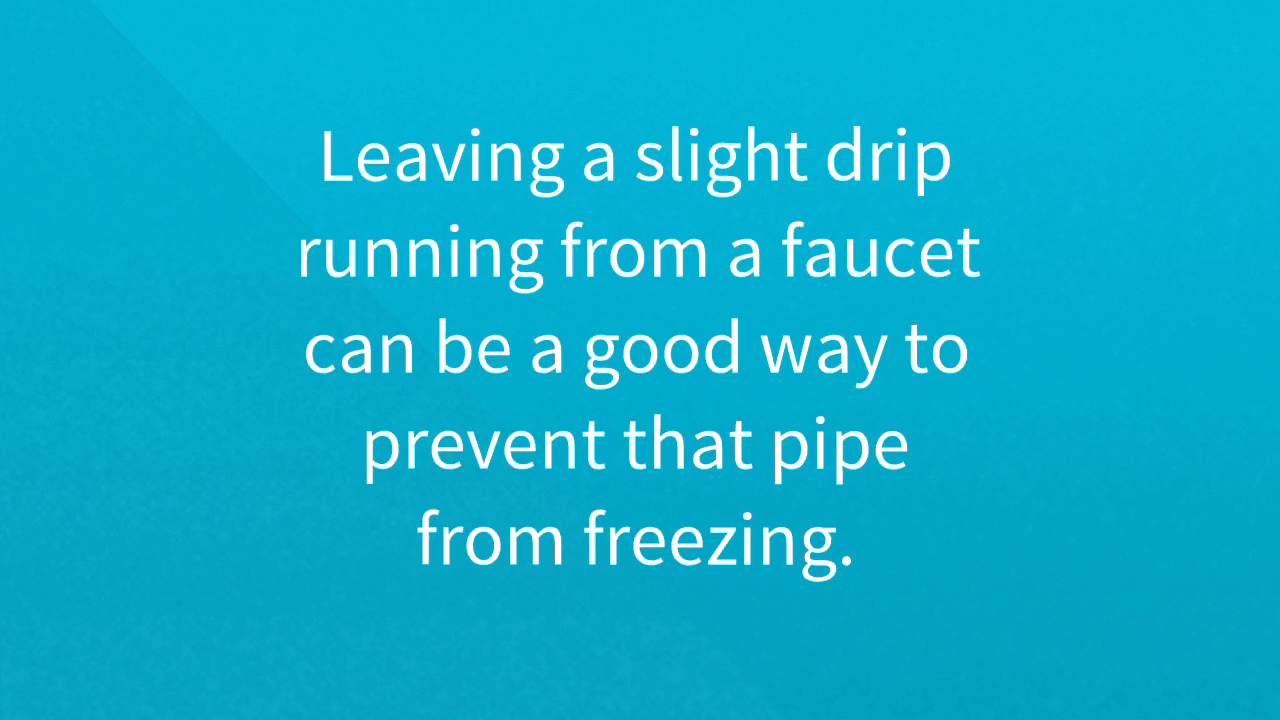 Leaving a slight drip
running from a faucet
can be a good way to
prevent that pipe
from freezing.